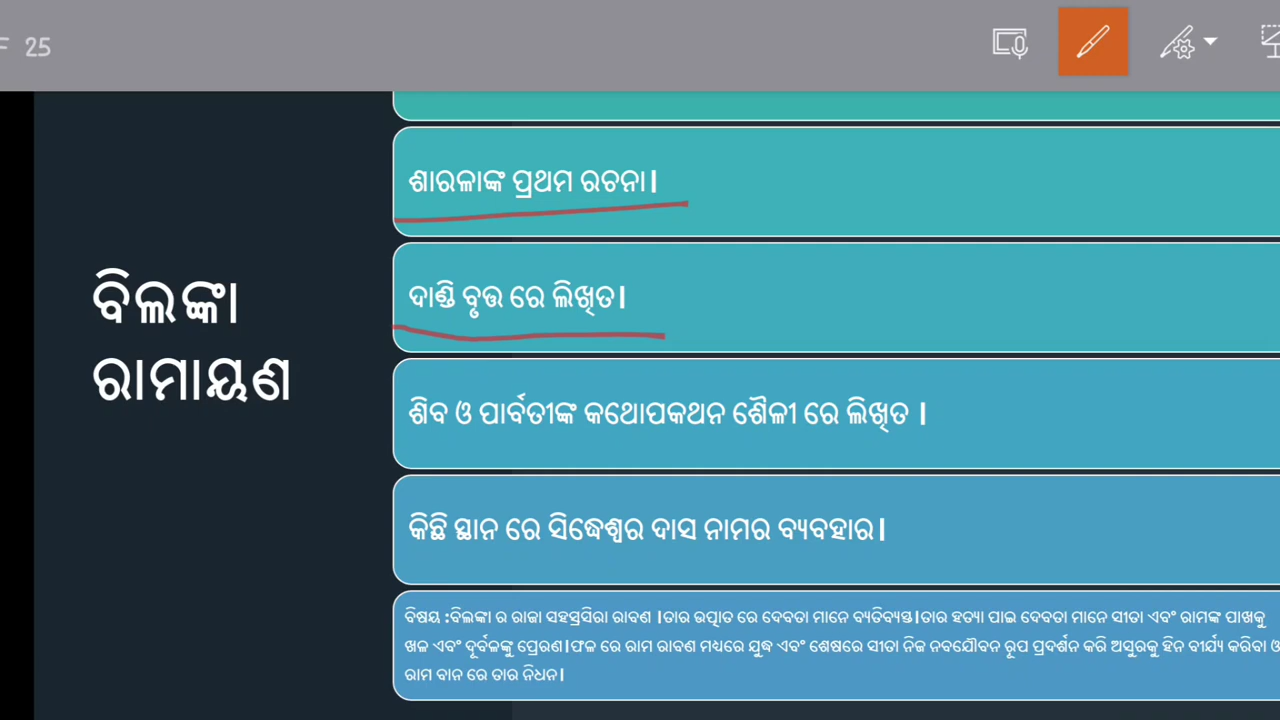 25
ବିଲଙ୍କା
ରାମାୟଣ
ଶାରଳାଙ୍କ ପ୍ରଥମ ରଚନା।
ଦାଣ୍ଡି ବୃତ୍ତ ରେ ଲିଖିତ।
ଶିବ ଓ ପାର୍ବତୀଙ୍କ କଥୋପକଥନ ଶୈଳୀ ରେ ଲିଖିତ ।
କିଛି ସ୍ଥାନ ରେ ସିଦ୍ଧେଶ୍ୱର ଦାସ ନାମର ବ୍ୟବହାର।
ବିଷୟ :ବିଲଙ୍କା ର ରାଜା ସହସ୍ରସିରା ରାବଣ ।ତାର ଉତ୍ପାତ ରେ ଦେବତା ମାନେ ବ୍ୟତିବ୍ୟସ୍ତ।ତାର ହତ୍ୟା ପାଇ ଦେବତା ମାନେ ସୀତା ଏବଂ ରାମଙ୍କ ପାଖକୁ
ଖଳ ଏବଂ ଦୂର୍ବଳଙ୍କୁ ପ୍ରେରଣ।ଫଳ ରେ ରାମ ରାବଣ ମଧ୍ୟରେ ଯୁଦ୍ଧ ଏବଂ ଶେଷରେ ସୀତା ନିଜ ନବଯୌବନ ରୂପ ପ୍ରଦର୍ଶନ କରି ଅସୁରକୁ ହିନ ବୀର୍ଯ୍ୟ କରିବା ଓ
ରାମ ବାନ ରେ ତାର ନିଧନ।